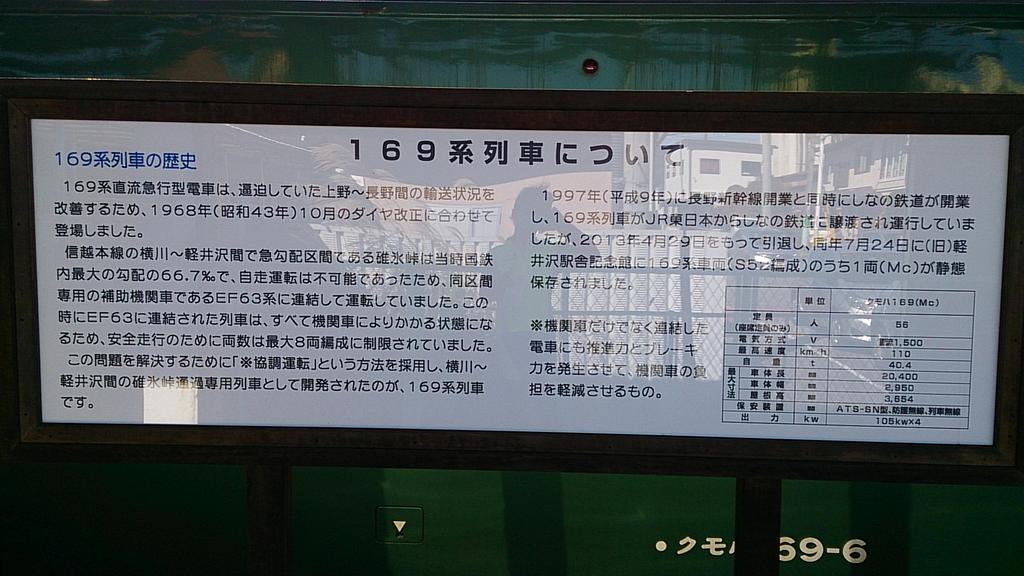 169系列車について
169系列車の歴史
169系直流急行型電車は、逼迫していた上野～長野間の輸送状況を
改善するため、1968年(昭和43年)10月のダイヤ改正に合わせて
登場しました。
信越本線の横川～軽井沢間で急勾配区間である碓氷峠は当時国鉄
内最大の勾配の66.7‰で、自走運転は不可能であったため、同区間
専用の補助機関車であるEF63系に連結して運転していました。この
時にEF63に連結された列車は、すべて機関車によりかかる状態にな
るため、安全走行のために両数は最大8両編成に制限されていました。
この問題を解決するために「※協調運転」という方法を採用し、横川～
軽井沢間の碓氷峠通過専用列車として開発されたのが、169系列車
です。
1997年(平成9年)に長野新幹線開業と同時にしなの鉄道が開業
し、169系列車がJR東日本からしなの鉄道に譲渡され運行していま
したが、2013年4月29日をもって引退し、同年7月24日に(旧)軽
井沢駅舎記念館に169系車両(S52編成)のうち1両(Mc)が静態
保存されました。
※機関車だけでなく連結した
電車にも推進力とブレーキ
力を発生させて、機関車の負
担を軽減させるもの。
単位 クモハ169(Mc)
定員(座席定員のみ) 人 56
電気方式 V 直流1,500
最高速度 km/h 110
自重 t 40.4
最大寸法 車体長 mm 20,400
車体幅 mm 2,950
屋根高 mm 3,654
保安装置 ATS-SN型、防護無線、列車無線
出力 kw 105kw×4
クモハ 69-6